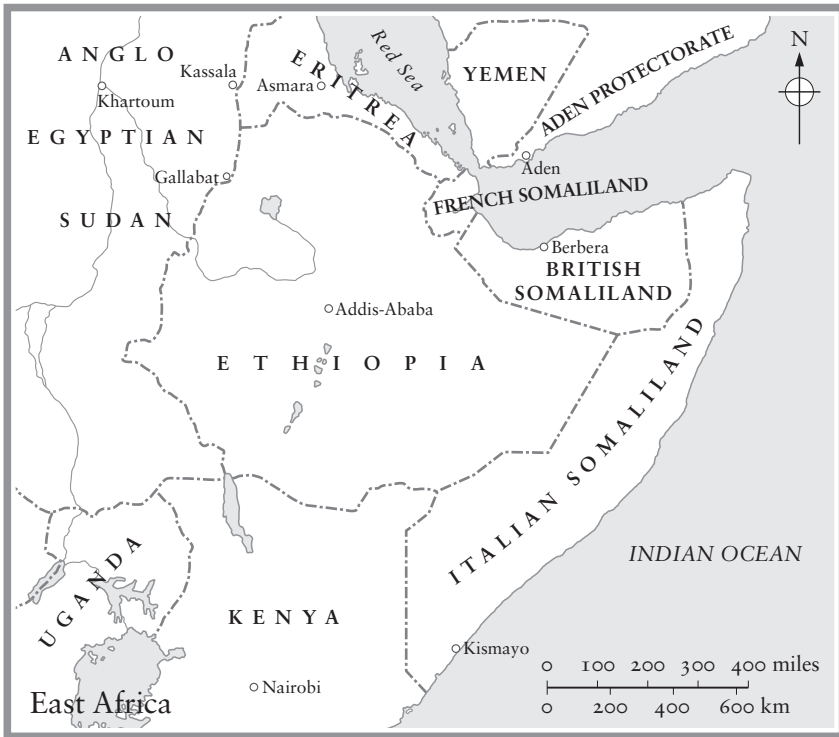 ANGLO
EGYPTIAN
SUDAN
Khartoum
Kassala
Gallabat
Asmara
ERITREA
Red Sea
YEMEN
ADEN PROTECTORATE
N
Aden
FRENCH SOMALILAND
Berbera
BRITISH
SOMALILAND
Addis-Ababa
ETHIOPIA
ITALIAN SOMALILAND
INDIAN OCEAN
UGANDA
KENYA
Kismayo
Nairobi
East Africa
0 100 200 300 400 miles
0 200 400 600 km